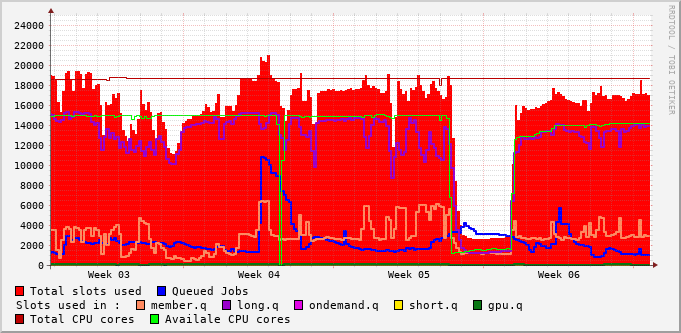 24000
22000
20000
18000
16000
14000
12000
10000
8000
6000
4000
2000
0
Week 03 Week 04 Week 05 Week 06
Total slots used Queued Jobs
Slots used in : member.q long.q ondemand.q short.q gpu.q
Total CPU cores Availale CPU cores
RRDTOOL / TOBI OETIKER